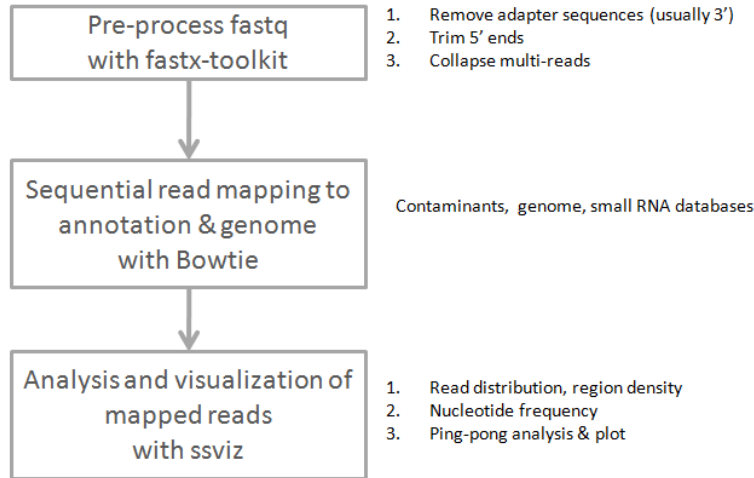 Pre-process fastq
with fastx-toolkit
1. Remove adapter sequences (usually 3’)
2. Trim 5’ ends
3. Collapse multi-reads
Sequential read mapping to
annotation & genome
with Bowtie
Contaminants, genome, small RNA databases
Analysis and visualization of
mapped reads
with ssviz
1. Read distribution, region density
2. Nucleotide frequency
3. Ping-pong analysis & plot